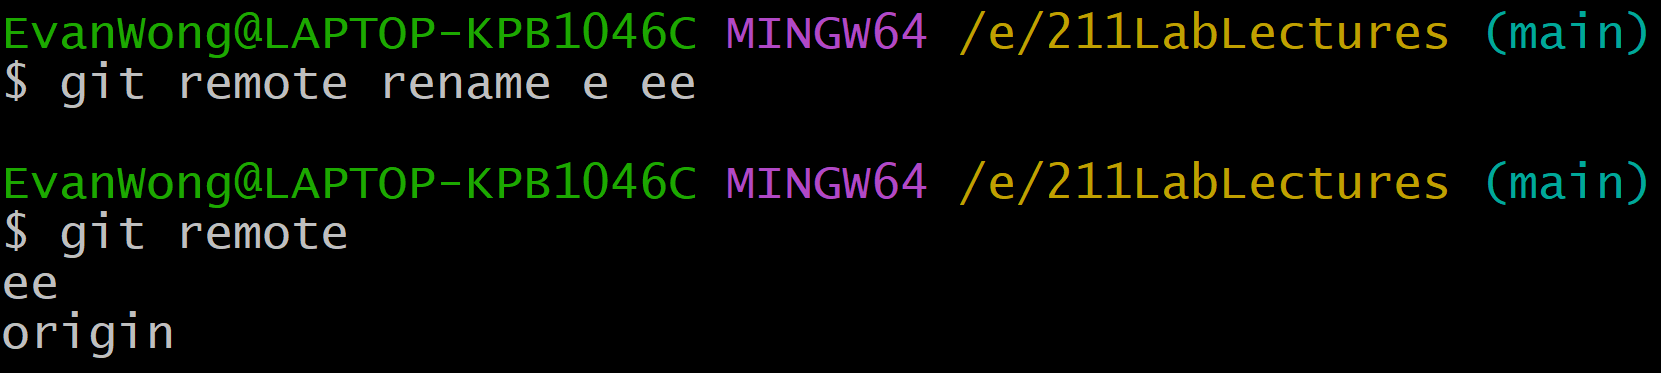 EvanWong@LAPTOP-KPB1046C MINGW64 /e/211LabLectures (main)
$ git remote rename e ee
EvanWong@LAPTOP-KPB1046C MINGW64 /e/211LabLectures (main)
$ git remote
ee
origin